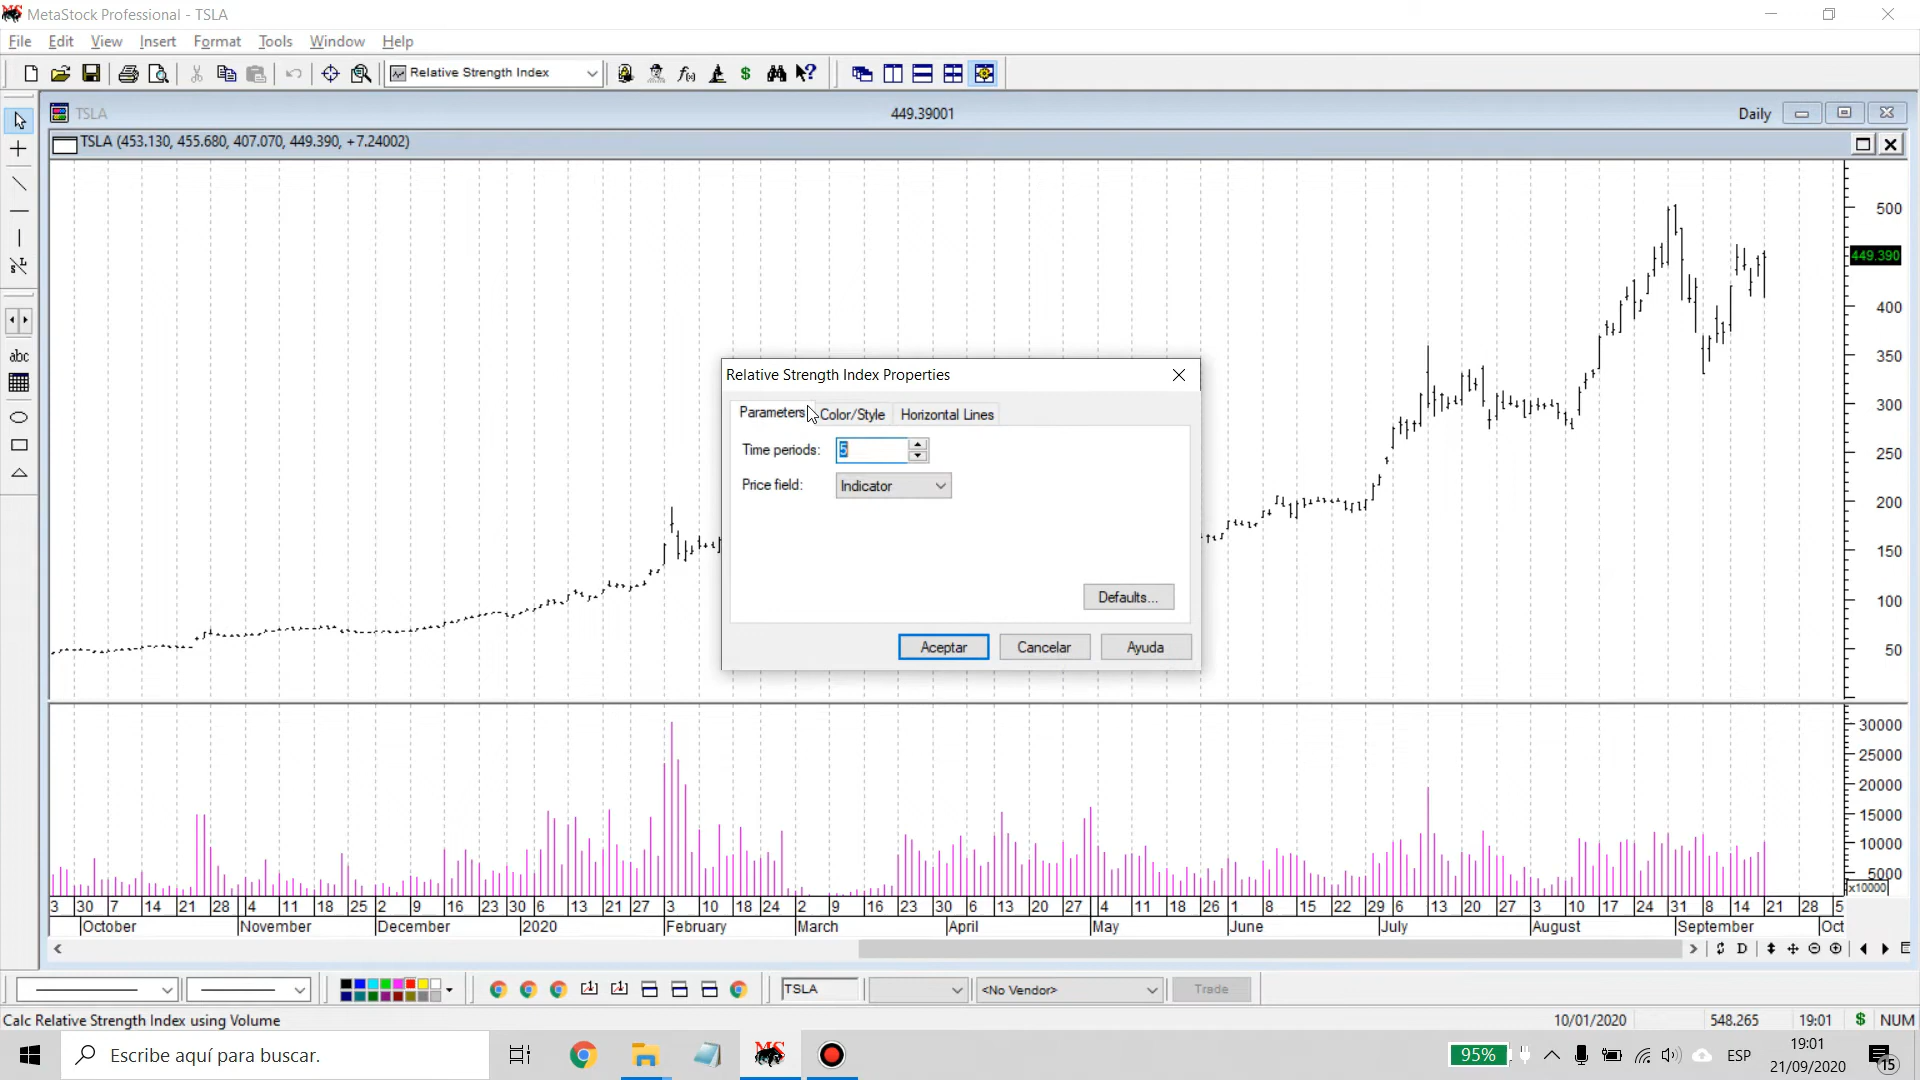 MetaStock Professional - TSLA
File Edit View Insert Format Tools Window Help
Relative Strength Index
TSLA 449.39001 Daily
TSLA (453.130, 455.680, 407.070, 449.390, +7.24002)
500
449.390
400
350
300
250
200
150
100
50
Relative Strength Index Properties
Parameters Color/Style Horizontal Lines
Time periods: 5
Price field: Indicator
Defaults...
Aceptar Cancelar Ayuda
abc
30000
25000
20000
15000
10000
5000
x10000
3 30 7 14 21 28 4 11 18 25 2 9 16 23 30 6 13 21 27 3 10 18 24 2 9 16 23 30 6 13 20 27 4 11 18 26 1 8 15 22 29 6 13 20 27 3 10 17 24 31 8 14 21 28 5
October November December 2020 February March April May June July August September Oct
D
TSLA <No Vendor> Trade
Calc Relative Strength Index using Volume 10/01/2020 548.265 19:01 $ NUM
Escribe aquí para buscar.
95% ESP
19:01
21/09/2020
15